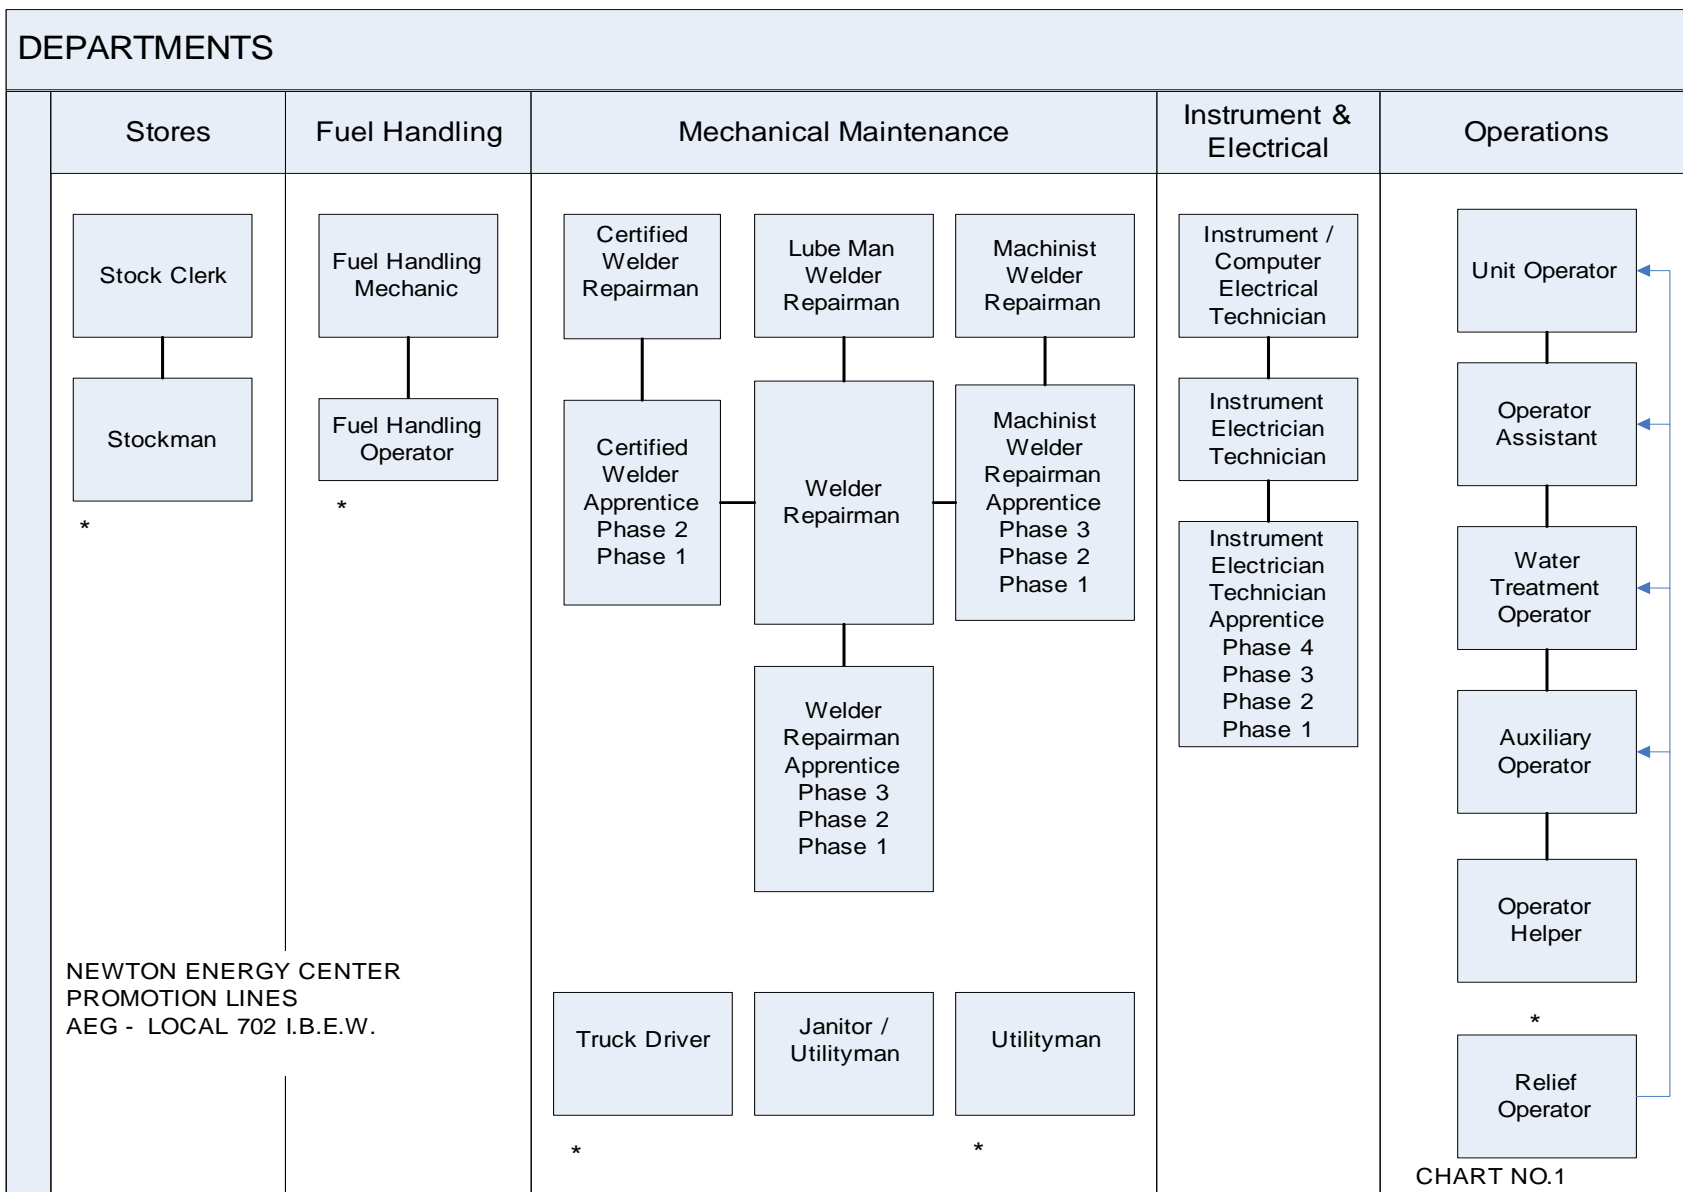 DEPARTMENTS
Stores
Fuel Handling
Mechanical Maintenance
Instrument &
Electrical
Operations
Stock Clerk
Stockman
*
Fuel Handling
Mechanic
Fuel Handling
Operator
*
Certified
Welder
Repairman
Certified
Welder
Apprentice
Phase 2
Phase 1
Lube Man
Welder
Repairman
Welder
Repairman
Welder
Repairman
Apprentice
Phase 3
Phase 2
Phase 1
Machinist
Welder
Repairman
Machinist
Welder
Repairman
Apprentice
Phase 3
Phase 2
Phase 1
Truck Driver
*
Janitor /
Utilityman
Utilityman
*
Instrument /
Computer
Electrical
Technician
Instrument
Electrician
Technician
Instrument
Electrician
Technician
Apprentice
Phase 4
Phase 3
Phase 2
Phase 1
Unit Operator
Operator
Assistant
Water
Treatment
Operator
Auxiliary
Operator
Operator
Helper
*
Relief
Operator
NEWTON ENERGY CENTER
PROMOTION LINES
AEG - LOCAL 702 I.B.E.W.
CHART NO.1